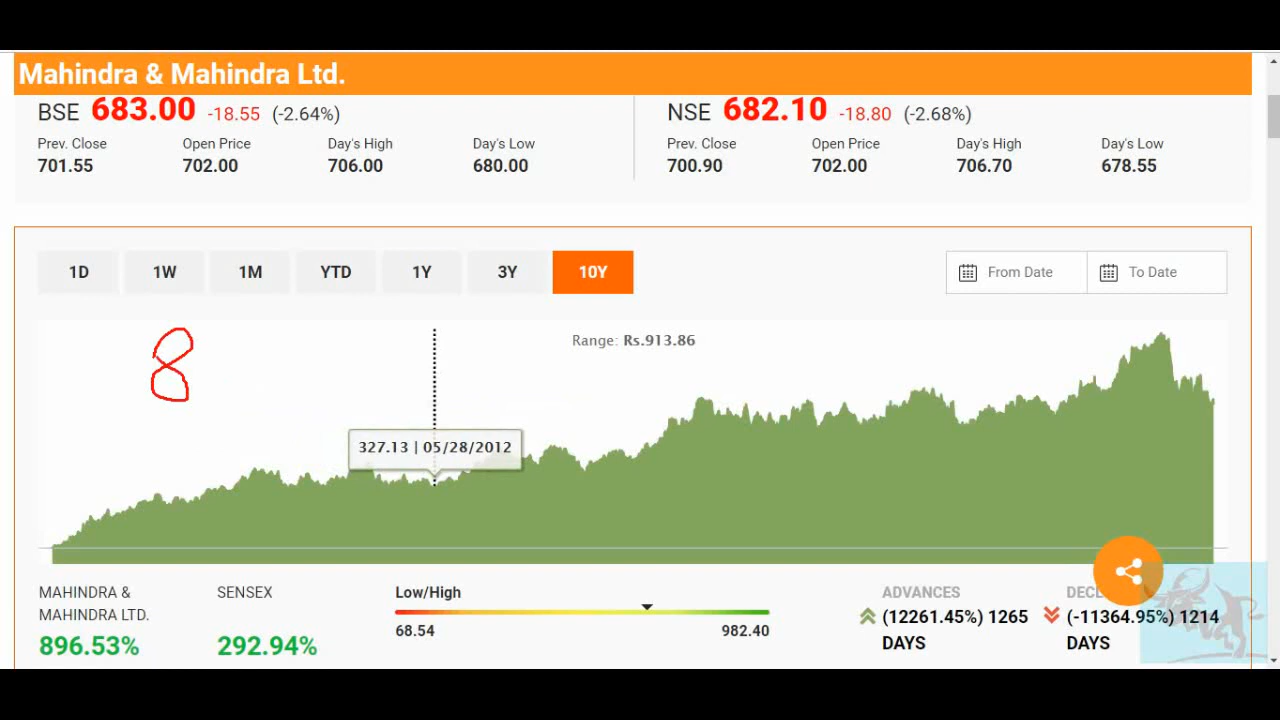 Mahindra & Mahindra Ltd.
BSE 683.00 -18.55 (-2.64%)
Prev. Close Open Price Day's High Day's Low
701.55 702.00 706.00 680.00
NSE 682.10 -18.80 (-2.68%)
Prev. Close Open Price Day's High Day's Low
700.90 702.00 706.70 678.55
1D 1W 1M YTD 1Y 3Y 10Y From Date To Date
Range: Rs.913.86
8
327.13 | 05/28/2012
MAHINDRA &
MAHINDRA LTD.
896.53%
SENSEX
292.94%
Low/High
68.54 982.40
ADVANCES
(12261.45%) 1265
DAYS
(-11364.95%) 1214
DAYS